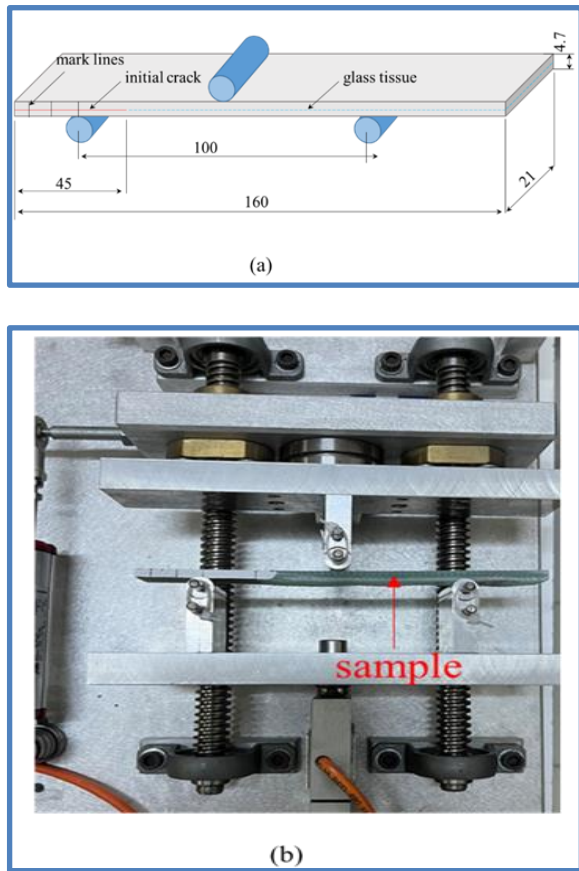 4.7
mark lines
initial crack
glass tissue
100
45
21
160
(a)
sample
(b)